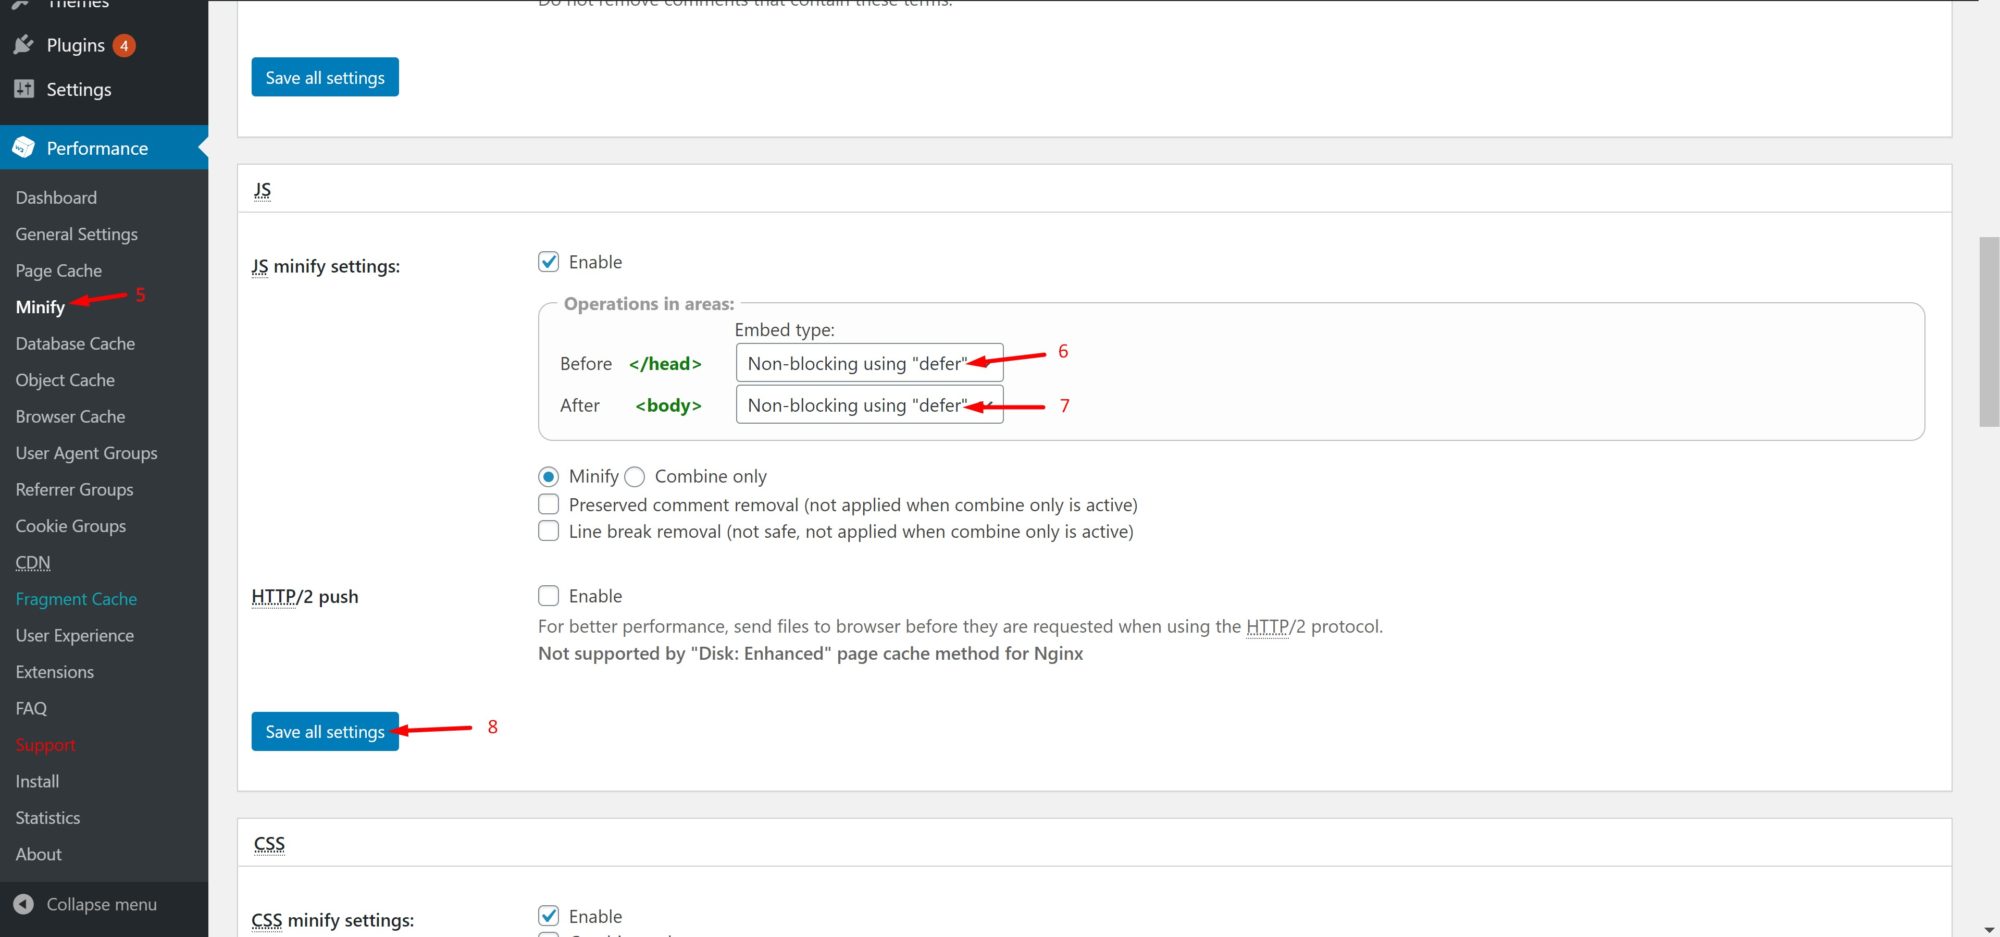 Themes
Plugins 4
Settings
Performance
Dashboard
General Settings
Page Cache
Minify
5
Database Cache
Object Cache
Browser Cache
User Agent Groups
Referrer Groups
Cookie Groups
CDN
Fragment Cache
User Experience
Extensions
FAQ
Support
Install
Statistics
About
Collapse menu
Do not remove comments that contain these terms.
Save all settings
JS
JS minify settings:
Enable
Operations in areas:
Embed type:
Before </head> Non-blocking using "defer" 6
After <body> Non-blocking using "defer" 7
Minify Combine only
Preserved comment removal (not applied when combine only is active)
Line break removal (not safe, not applied when combine only is active)
HTTP/2 push
Enable
For better performance, send files to browser before they are requested when using the HTTP/2 protocol.
Not supported by "Disk: Enhanced" page cache method for Nginx
Save all settings 8
CSS
CSS minify settings:
Enable